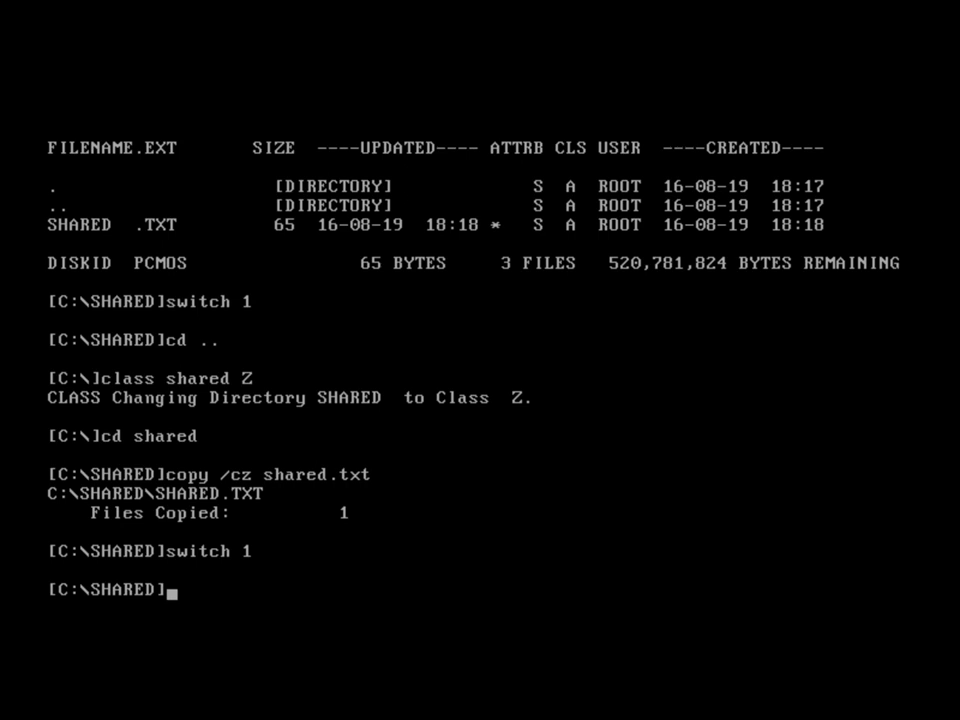 FILENAME.EXT SIZE ----UPDATED---- ATTRB CLS USER ----CREATED----
. [DIRECTORY] S A ROOT 16-08-19 18:17
.. [DIRECTORY] S A ROOT 16-08-19 18:17
SHARED .TXT 65 16-08-19 18:18 * S A ROOT 16-08-19 18:18
DISKID PCMOS 65 BYTES 3 FILES 520,781,824 BYTES REMAINING
[C:\SHARED]switch 1
[C:\SHARED]cd ..
[C:\]class shared Z
CLASS Changing Directory SHARED to Class Z.
[C:\]cd shared
[C:\SHARED]copy /cz shared.txt
C:\SHARED\SHARED.TXT
Files Copied: 1
[C:\SHARED]switch 1
[C:\SHARED]